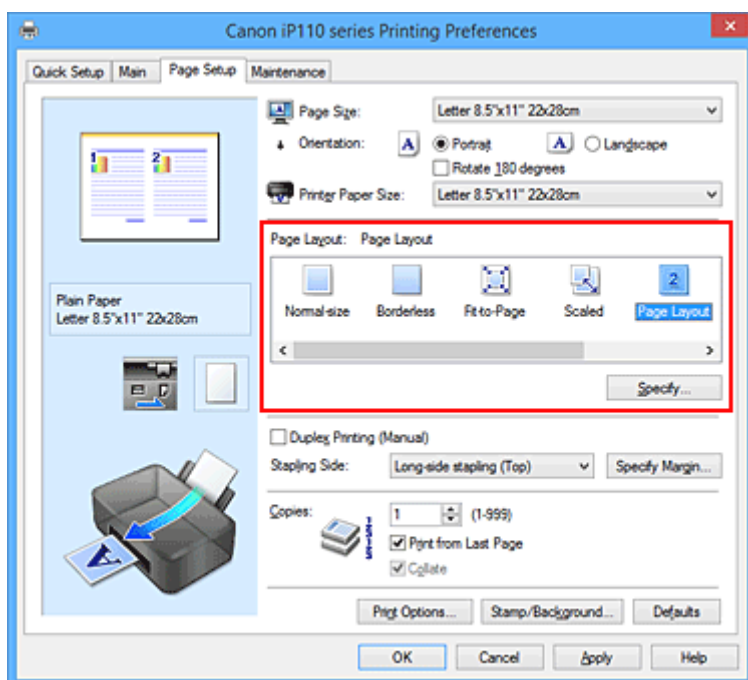 Canon iP110 series Printing Preferences
Quick Setup Main Page Setup Maintenance
1 2
Plain Paper
Letter 8.5"x11" 22x28cm
Page Size: Letter 8.5"x11" 22x28cm
Orientation: A Portrait A Landscape
Rotate 180 degrees
Printer Paper Size: Letter 8.5"x11" 22x28cm
Page Layout: Page Layout
2
Normal-size Borderless Fit-to-Page Scaled Page Layout
Specify...
Duplex Printing (Manual)
Stapling Side: Long-side stapling (Top) Specify Margin...
Copies: 1 (1-999)
Print from Last Page
Collate
A
Print Options... Stamp/Background... Defaults
OK Cancel Apply Help